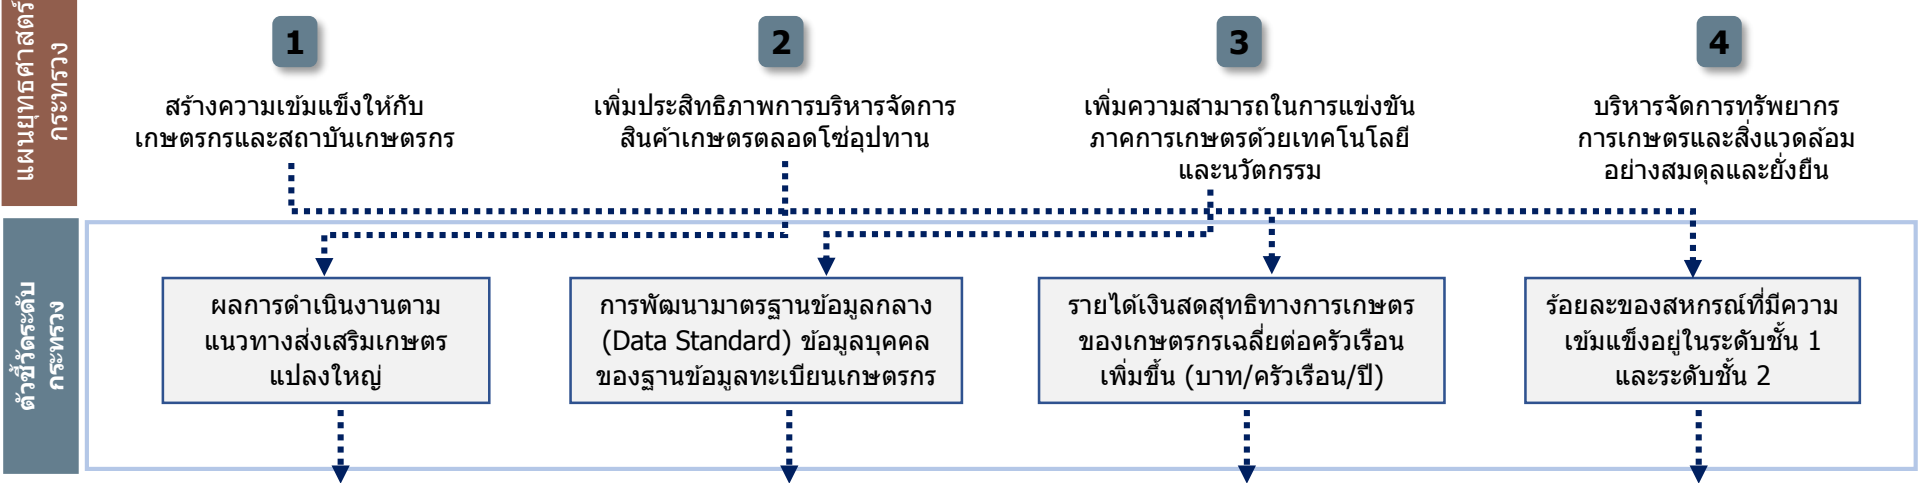 แผนยุทธศาสตร์
กระทรวง
1
สร้างความเข้มแข็งให้กับ
เกษตรกรและสถาบันเกษตรกร
2
เพิ่มประสิทธิภาพการบริหารจัดการ
สินค้าเกษตรตลอดโซ่อุปทาน
3
เพิ่มความสามารถในการแข่งขัน
ภาคการเกษตรด้วยเทคโนโลยี
และนวัตกรรม
4
บริหารจัดการทรัพยากร
การเกษตรและสิ่งแวดล้อม
อย่างสมดุลและยั่งยืน
ตัวชี้วัดระดับ
กระทรวง
ผลการดำเนินงานตาม
แนวทางส่งเสริมเกษตร
แปลงใหญ่
การพัฒนามาตรฐานข้อมูลกลาง
(Data Standard) ข้อมูลบุคคล
ของฐานข้อมูลทะเบียนเกษตรกร
รายได้เงินสดสุทธิทางการเกษตร
ของเกษตรกรเฉลี่ยต่อครัวเรือน
เพิ่มขึ้น (บาท/ครัวเรือน/ปี)
ร้อยละของสหกรณ์ที่มีความ
เข้มแข็งอยู่ในระดับชั้น 1
และระดับชั้น 2